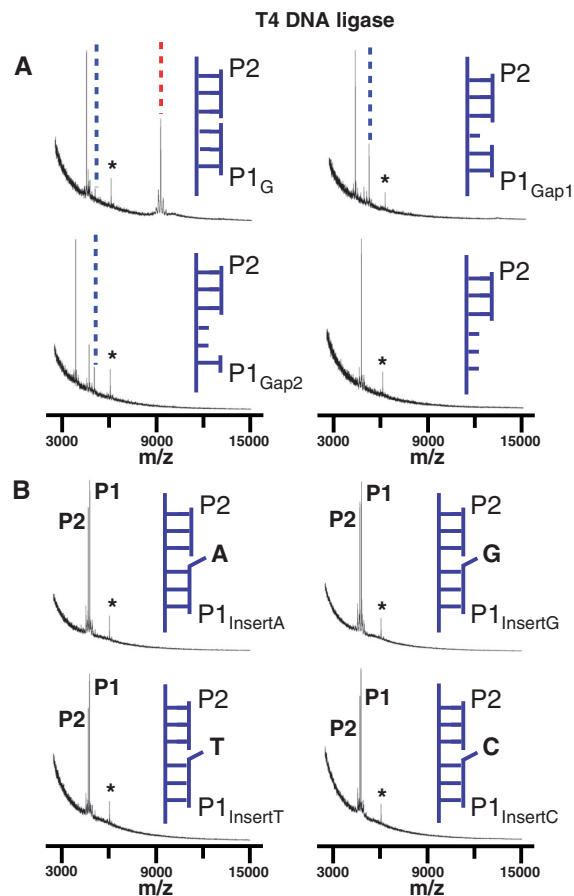 T4 DNA ligase
A
P2
*
P1G
P2
*
P1Gap1
P2
*
P1Gap2
P2
*
3000 9000 15000
m/z
3000 9000 15000
m/z
B
P1
P2
P2
A
*
P1InsertA
P1
P2
P2
G
*
P1InsertG
P1
P2
P2
T
*
P1InsertT
P1
P2
P2
C
*
P1InsertC
3000 9000 15000
m/z
3000 9000 15000
m/z